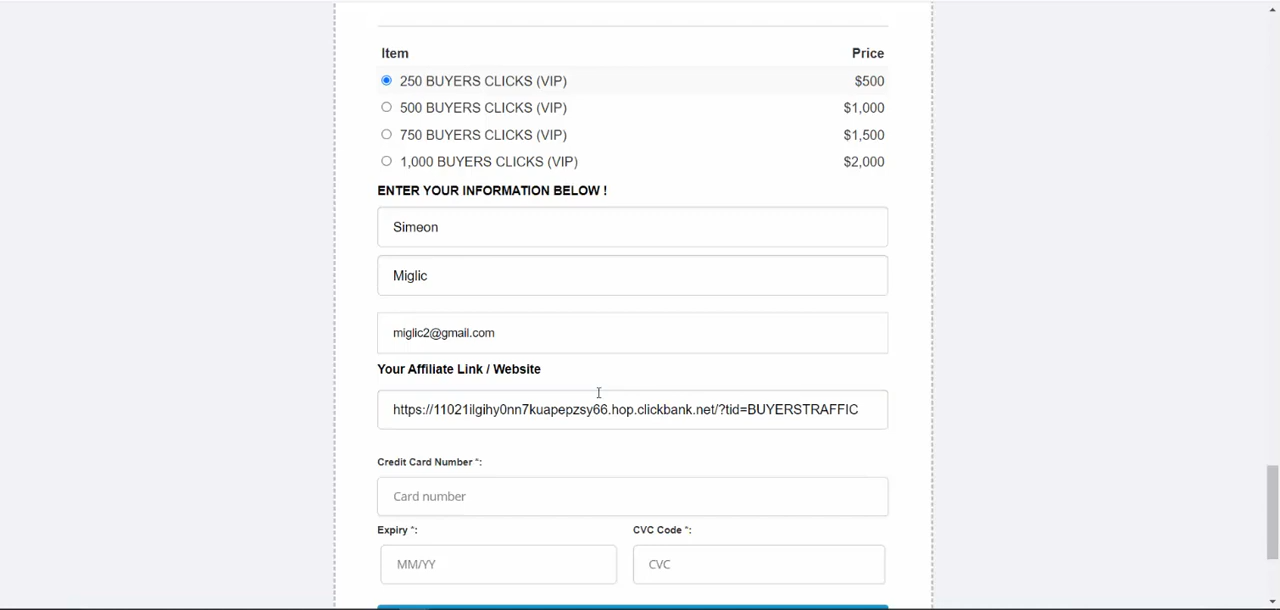 Item Price
250 BUYERS CLICKS (VIP) $500
500 BUYERS CLICKS (VIP) $1,000
750 BUYERS CLICKS (VIP) $1,500
1,000 BUYERS CLICKS (VIP) $2,000
ENTER YOUR INFORMATION BELOW !
Simeon
Miglic
miglic2@gmail.com
Your Affiliate Link / Website
https://11021ilgihy0nn7kuapepzsy66.hop.clickbank.net/?tid=BUYERSTRAFFIC
Credit Card Number *:
Card number
Expiry *: CVC Code *:
MM/YY CVC